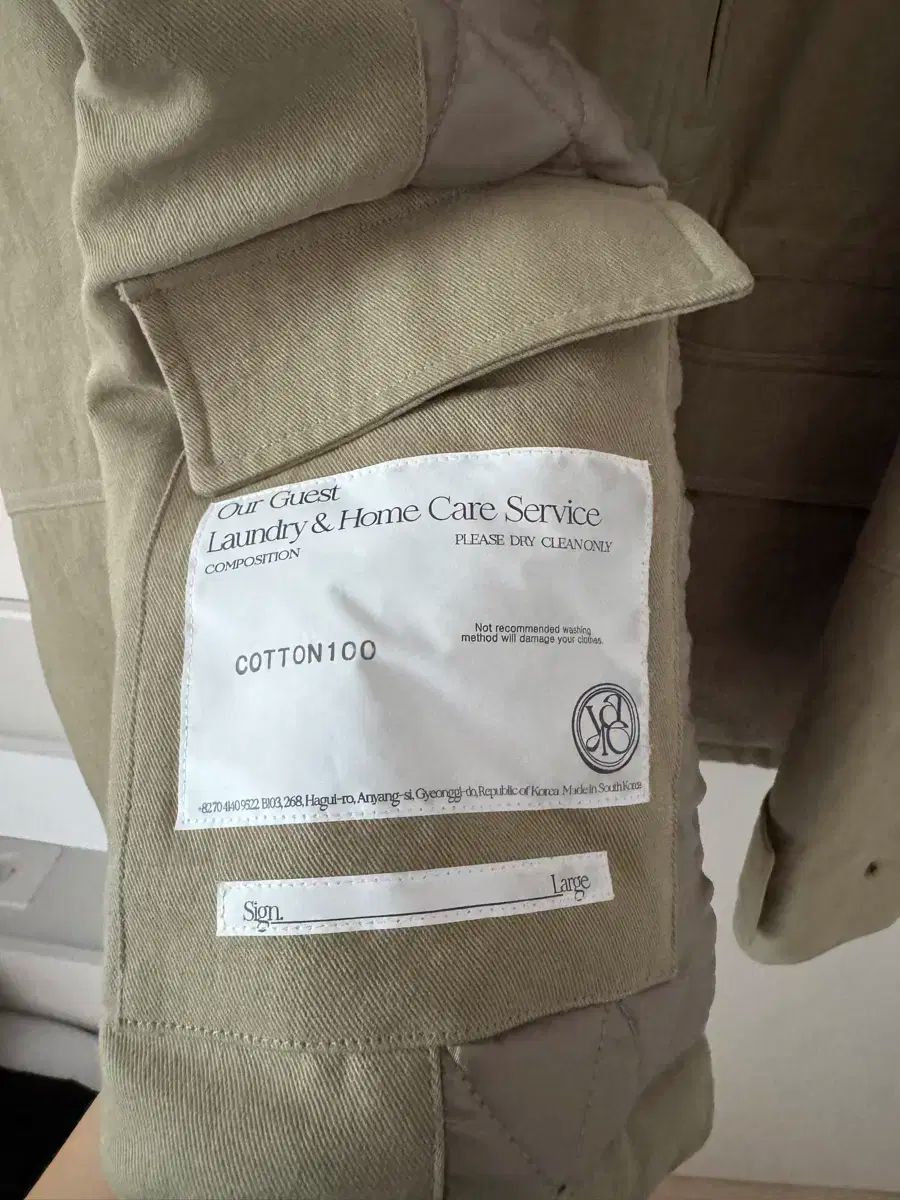 Our Guest
Laundry & Home Care Service
COMPOSITION
PLEASE DRY CLEAN ONLY
Not recommended washing
method will damage your clothes.
COTTON100
+82 70 4140 9522 B103, 268, Hagui-ro, Anyang-si, Gyeonggi-do, Republic of Korea Made in South Korea
Large
Sign.